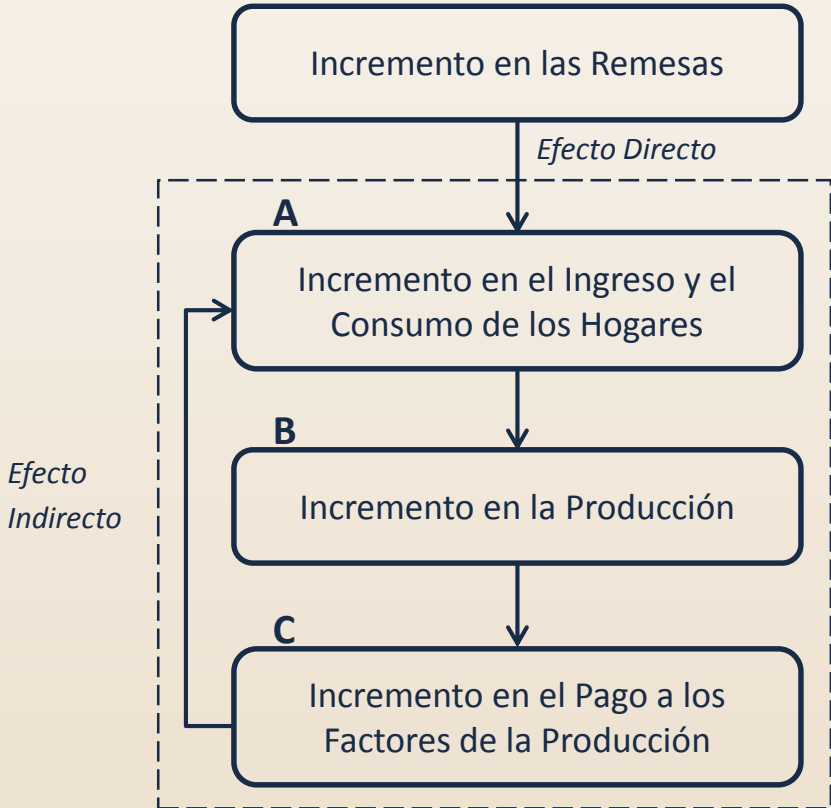 Incremento en las Remesas
Efecto Directo
A
Incremento en el Ingreso y el
Consumo de los Hogares
B
Incremento en la Producción
Efecto
Indirecto
C
Incremento en el Pago a los
Factores de la Producción